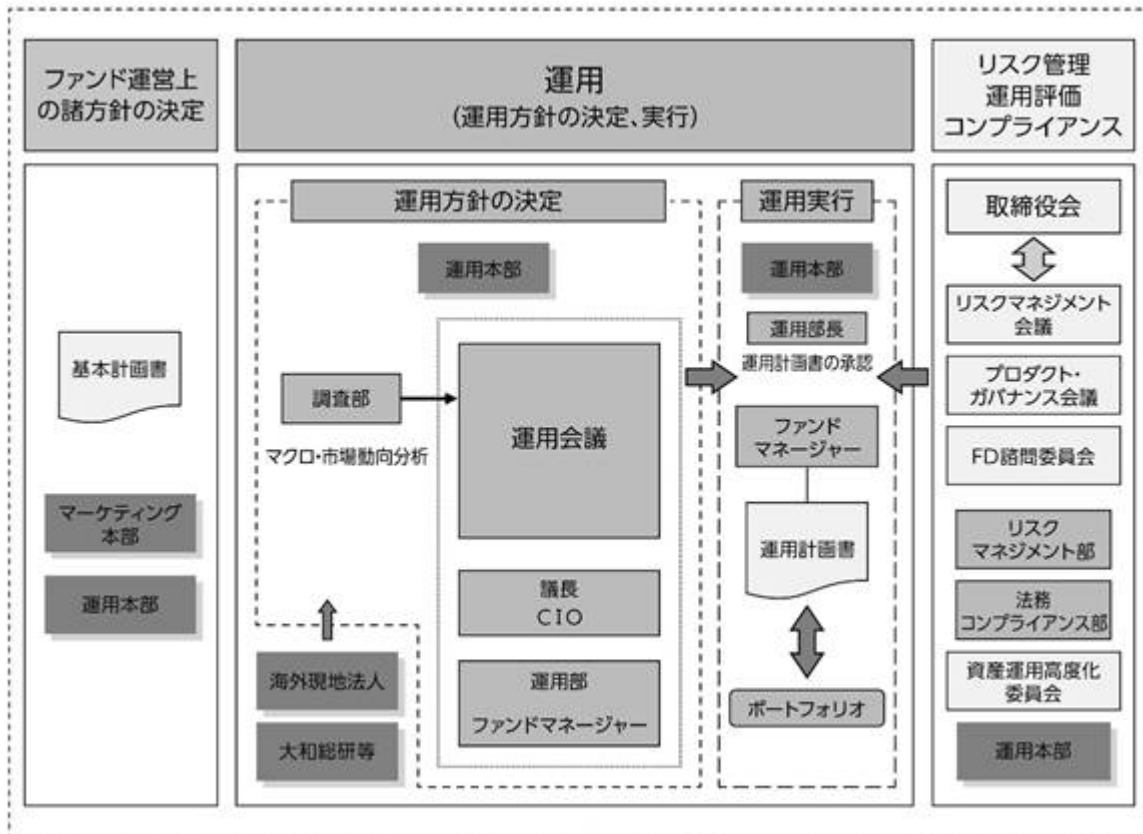 ファンド運営上
の諸方針の決定
基本計画書
マーケティング
本部
運用本部
運用
(運用方針の決定、実行)
運用方針の決定
運用本部
調査部
マクロ・市場動向分析
運用会議
議長
CIO
運用部
ファンドマネージャー
海外現地法人
大和総研等
運用実行
運用本部
運用部長
運用計画書の承認
ファンド
マネージャー
運用計画書
ポートフォリオ
リスク管理
運用評価
コンプライアンス
取締役会
リスクマネジメント
会議
プロダクト・
ガバナンス会議
FD諮問委員会
リスク
マネジメント部
法務
コンプライアンス部
資産運用高度化
委員会
運用本部